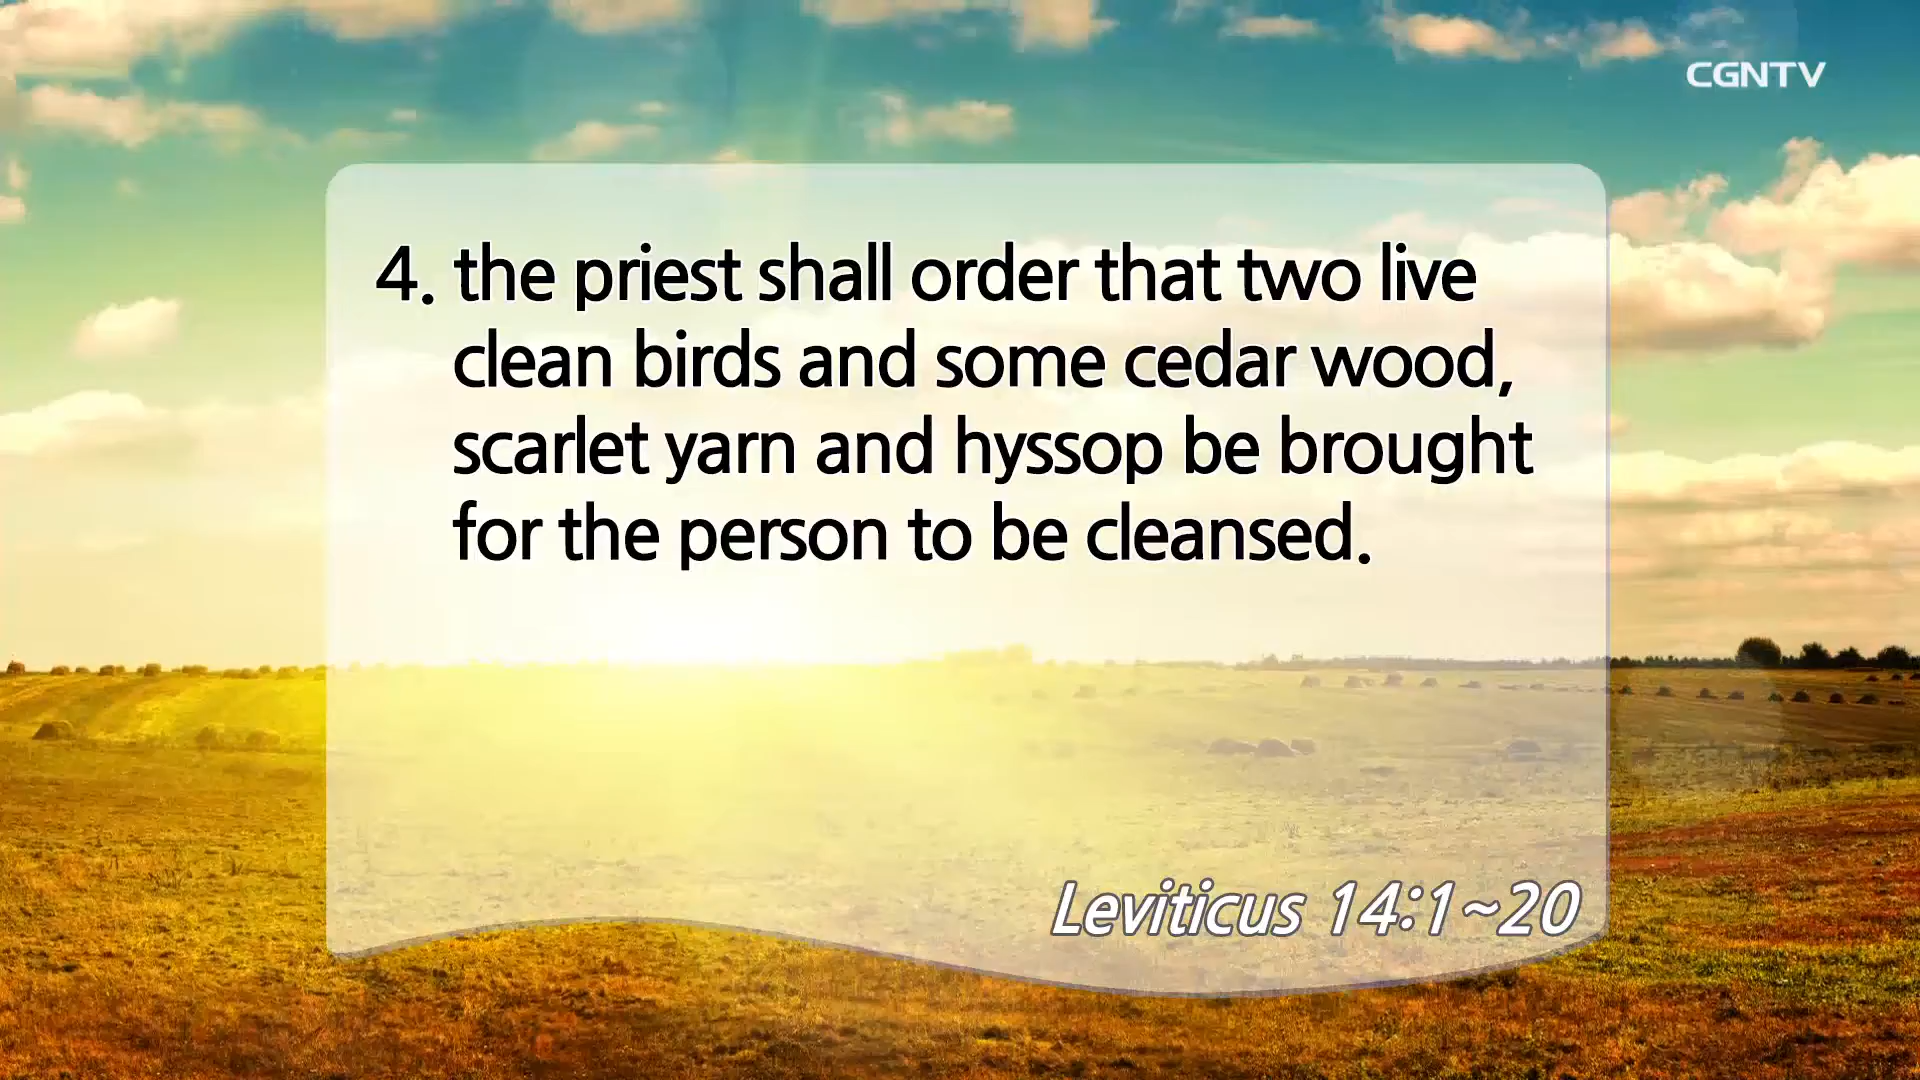 CGNTV
4. the priest shall order that two live
clean birds and some cedar wood,
scarlet yarn and hyssop be brought
for the person to be cleansed.
Leviticus 14:1~20